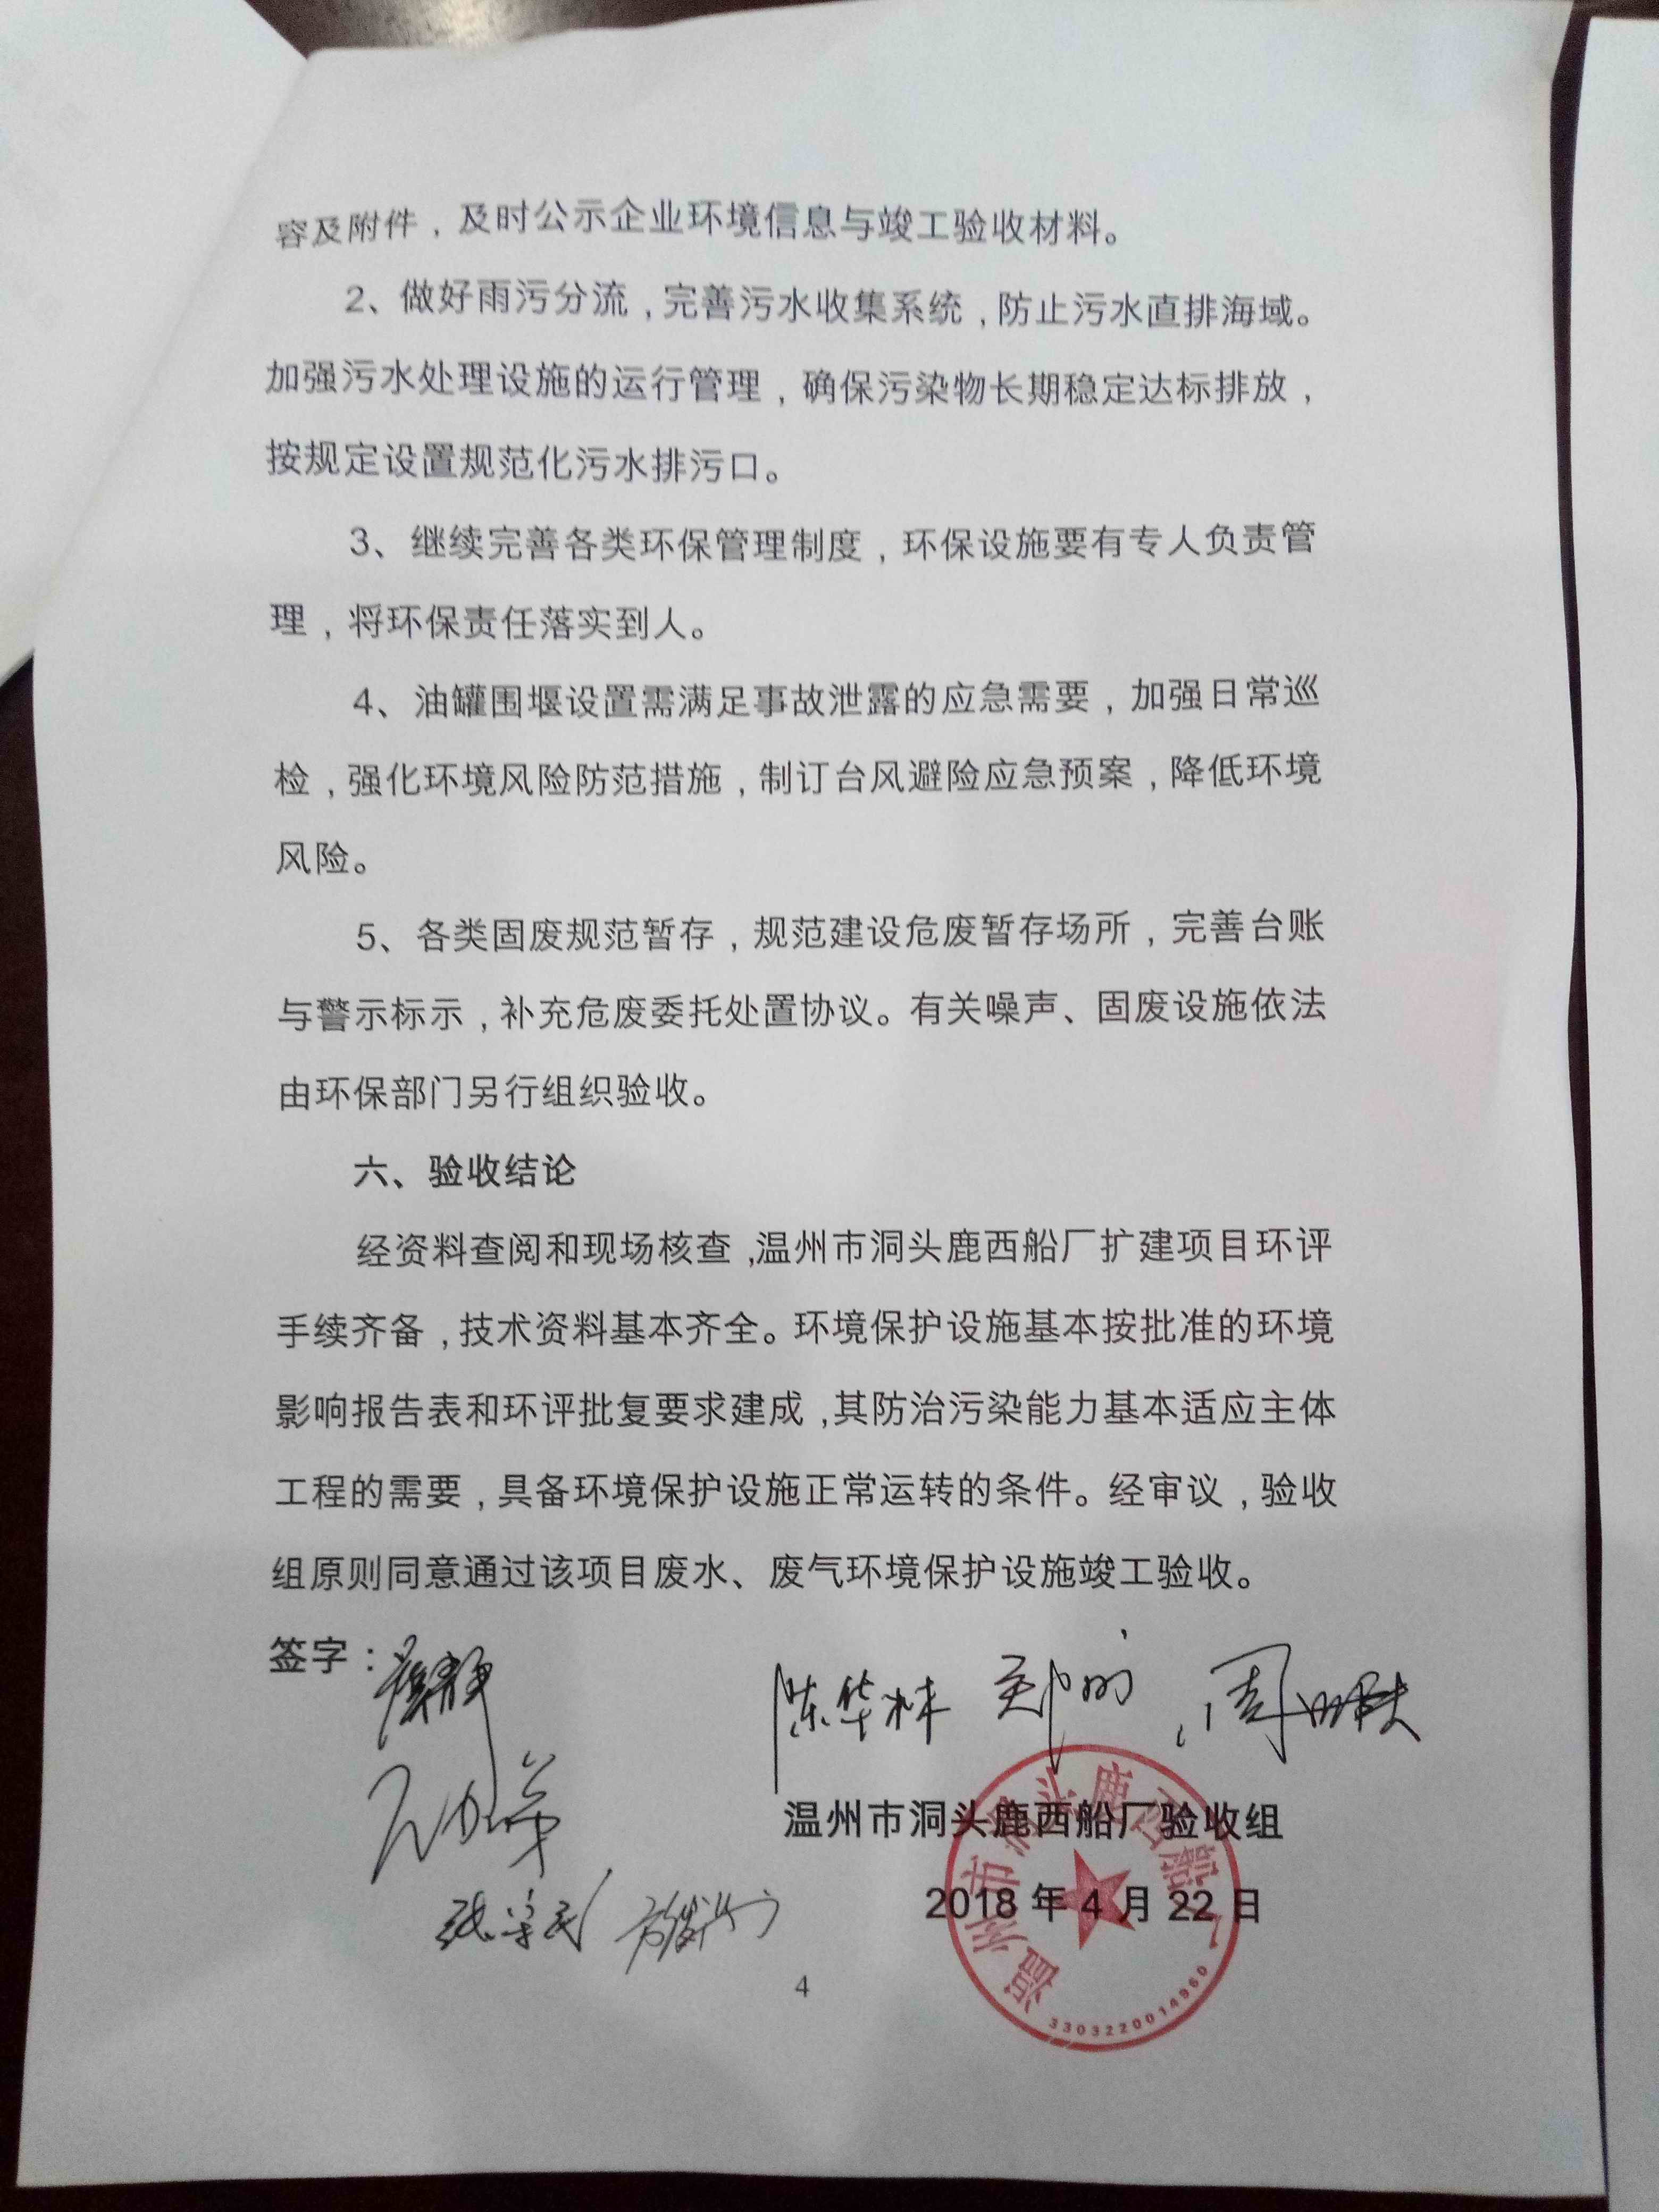 容及附件，及时公示企业环境信息与竣工验收材料。
2、做好雨污分流，完善污水收集系统，防止污水直排海域。
加强污水处理设施的运行管理，确保污染物长期稳定达标排放，
按规定设置规范化污水排污口。
3、继续完善各类环保管理制度，环保设施要有专人负责管
理，将环保责任落实到人。
4、油罐围堰设置需满足事故泄露的应急需要，加强日常巡
检，强化环境风险防范措施，制订台风避险应急预案，降低环境
风险。
5、各类固废规范暂存，规范建设危废暂存场所，完善台账
与警示标示，补充危废委托处置协议。有关噪声、固废设施依法
由环保部门另行组织验收。
六、验收结论
经资料查阅和现场核查，温州市洞头鹿西船厂扩建项目环评
手续齐备，技术资料基本齐全。环境保护设施基本按批准的环境
影响报告表和环评批复要求建成，其防治污染能力基本适应主体
工程的需要，具备环境保护设施正常运转的条件。经审议，验收
组原则同意通过该项目废水、废气环境保护设施竣工验收。
签字：
陈华林
温州市洞头鹿西船厂验收组
2018 年 4 月 22 日
温州市洞头鹿西船厂
3303220014960
4